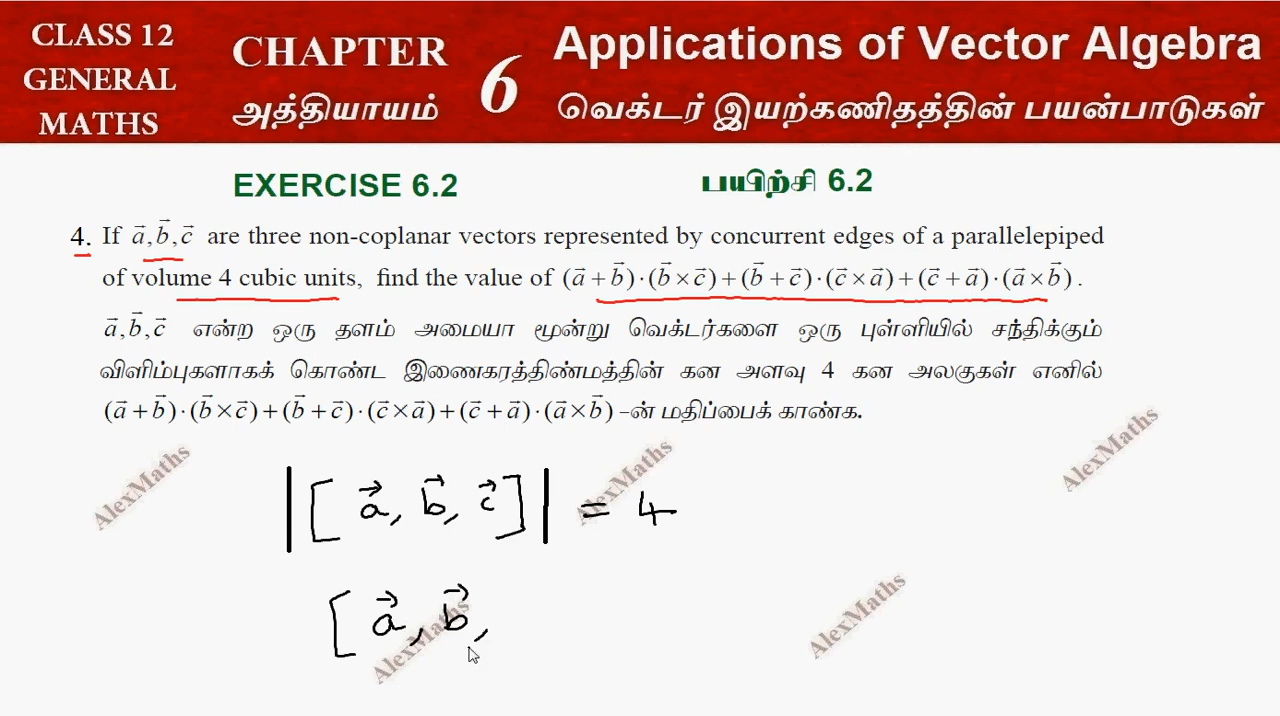 CLASS 12
GENERAL
MATHS
CHAPTER
அத்தியாயம்
6
Applications of Vector Algebra
வெக்டர் இயற்கணிதத்தின் பயன்பாடுகள்
EXERCISE 6.2
பயிற்சி 6.2
4. If a⃗, b⃗, c⃗ are three non-coplanar vectors represented by concurrent edges of a parallelepiped
of volume 4 cubic units, find the value of (a⃗ + b⃗)·(b⃗ × c⃗) + (b⃗ + c⃗)·(c⃗ × a⃗) + (c⃗ + a⃗)·(a⃗ × b⃗).
a⃗, b⃗, c⃗ என்ற ஒரு தளம் அமையா மூன்று வெக்டர்களை ஒரு புள்ளியில் சந்திக்கும்
விளிம்புகளாகக் கொண்ட இணைகரத்திண்மத்தின் கன அளவு 4 கன அலகுகள் எனில்
(a⃗ + b⃗)·(b⃗ × c⃗) + (b⃗ + c⃗)·(c⃗ × a⃗) + (c⃗ + a⃗)·(a⃗ × b⃗) –ன் மதிப்பைக் காண்க.
|[a⃗, b⃗, c⃗]| = 4
[a⃗, b⃗,
AlexMaths
AlexMaths
AlexMaths
AlexMaths
AlexMaths